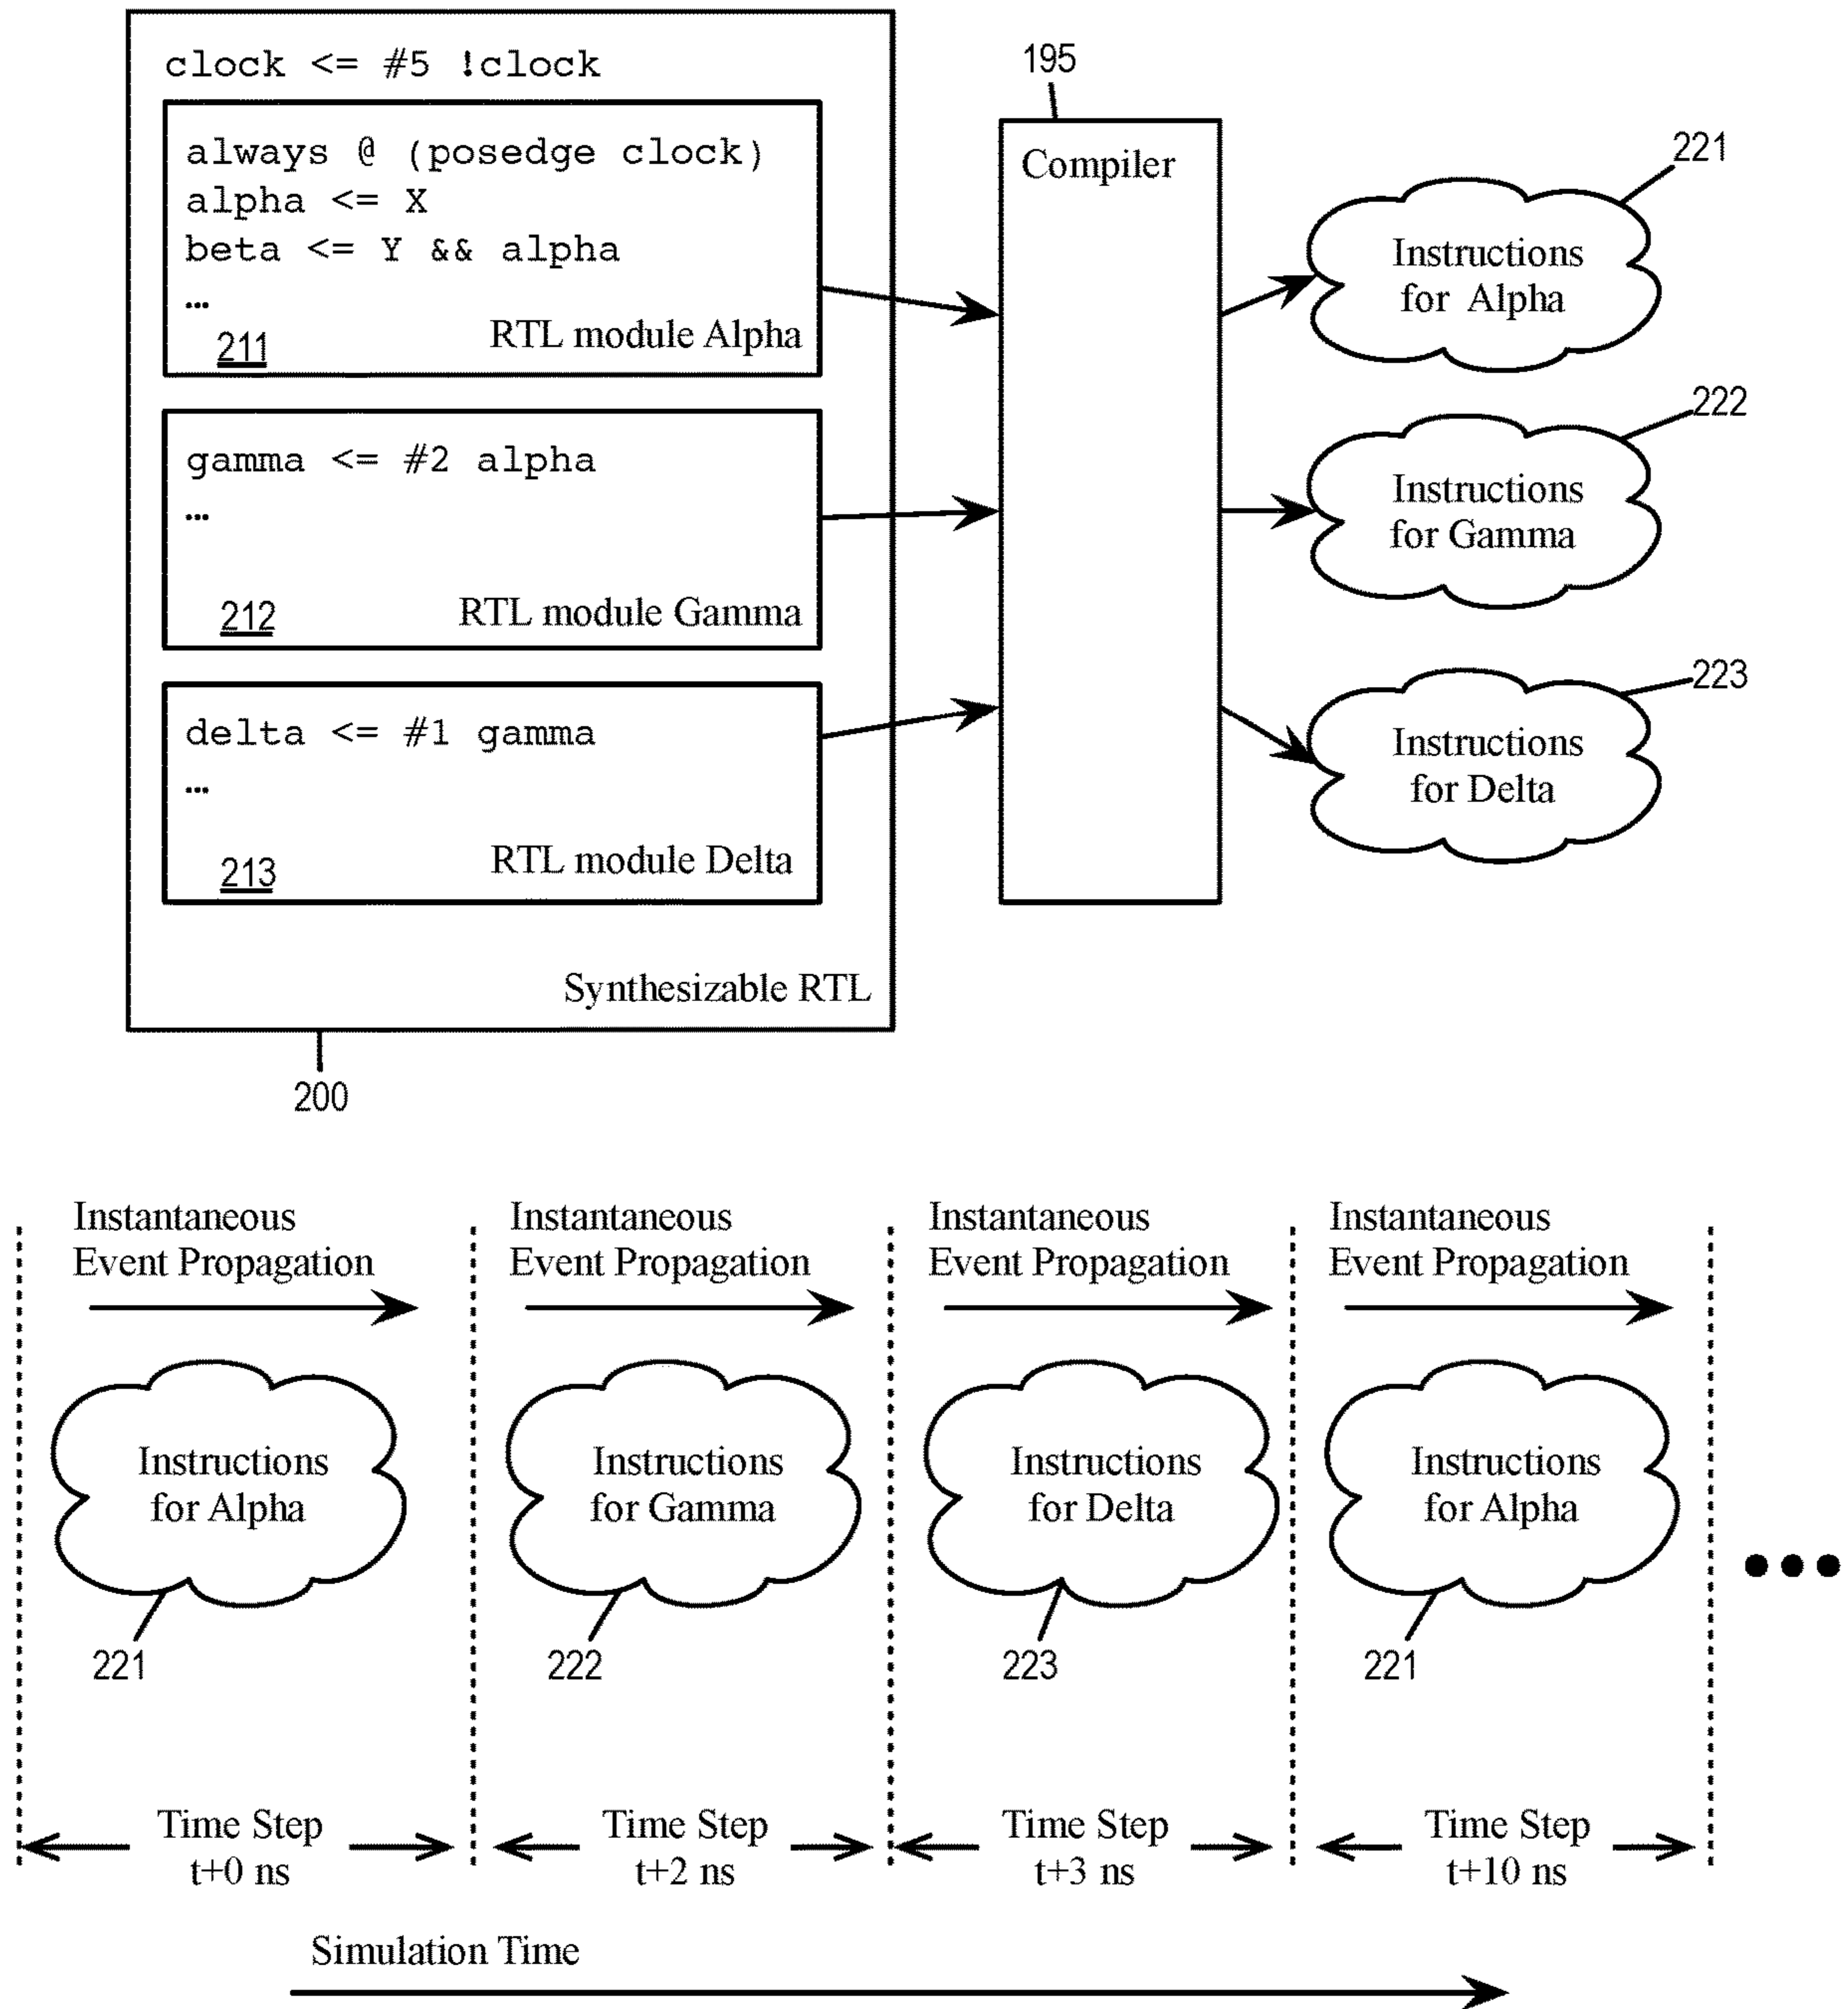 clock <= #5 !clock
always @ (posedge clock)
alpha <= X
beta <= Y && alpha
...
211
RTL module Alpha
gamma <= #2 alpha
...
212
RTL module Gamma
delta <= #1 gamma
...
213
RTL module Delta
Synthesizable RTL
200
195
Compiler
221
Instructions
for Alpha
222
Instructions
for Gamma
223
Instructions
for Delta
Instantaneous
Event Propagation
Instantaneous
Event Propagation
Instantaneous
Event Propagation
Instantaneous
Event Propagation
Instructions
for Alpha
Instructions
for Gamma
Instructions
for Delta
Instructions
for Alpha
221
222
223
221
Time Step
t+0 ns
Time Step
t+2 ns
Time Step
t+3 ns
Time Step
t+10 ns
Simulation Time